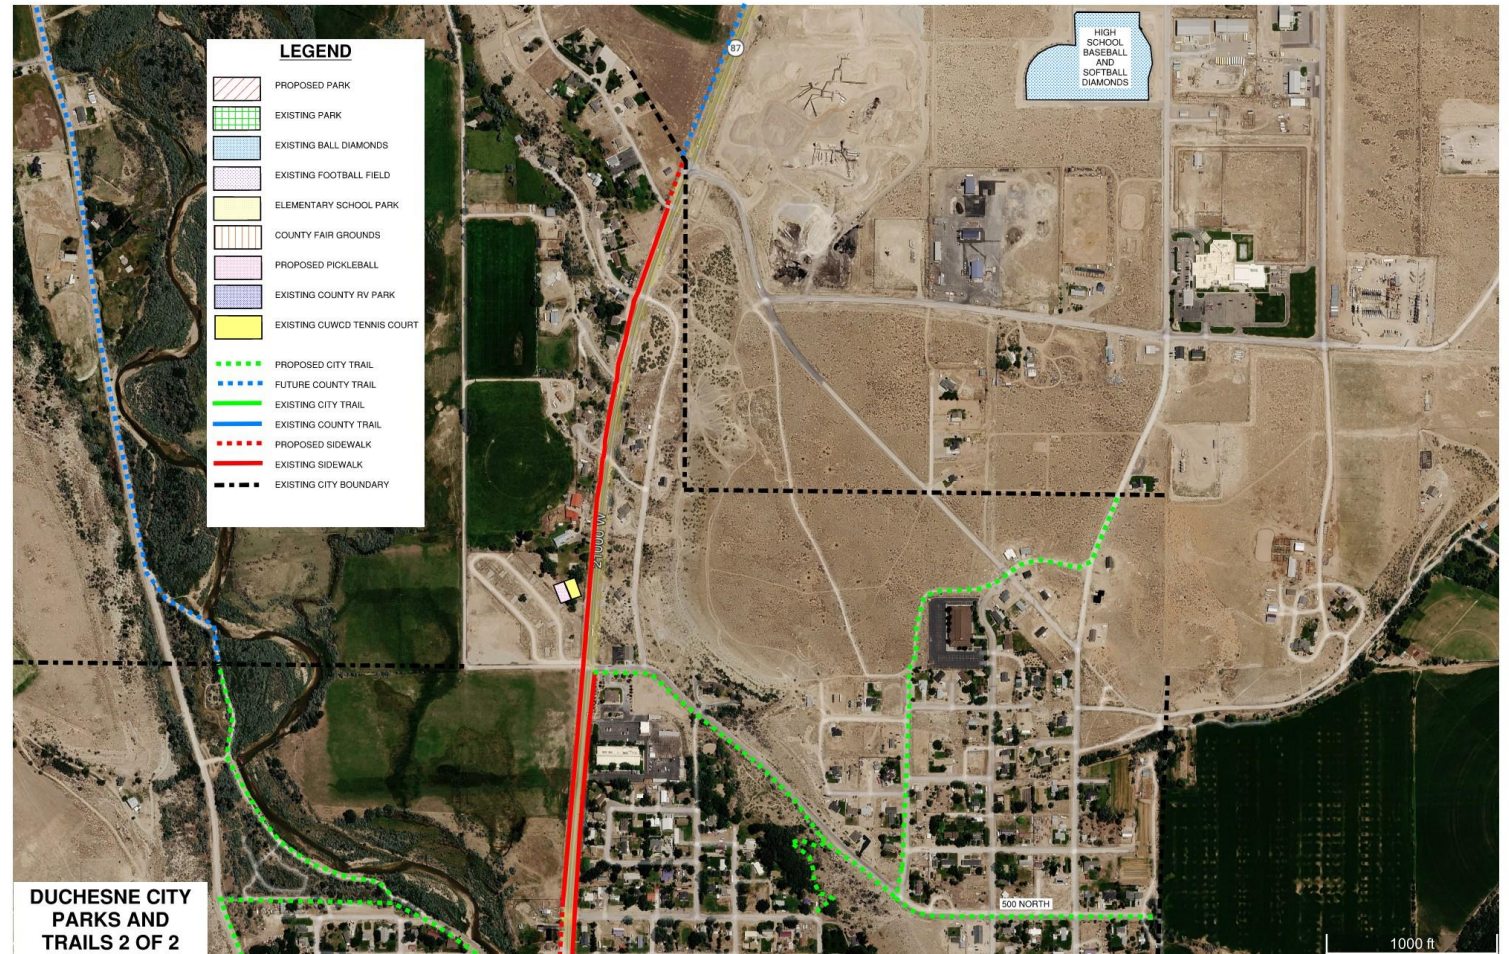 LEGEND
PROPOSED PARK
EXISTING PARK
EXISTING BALL DIAMONDS
EXISTING FOOTBALL FIELD
ELEMENTARY SCHOOL PARK
COUNTY FAIR GROUNDS
PROPOSED PICKLEBALL
EXISTING COUNTY RV PARK
EXISTING CUWCD TENNIS COURT
PROPOSED CITY TRAIL
FUTURE COUNTY TRAIL
EXISTING CITY TRAIL
EXISTING COUNTY TRAIL
PROPOSED SIDEWALK
EXISTING SIDEWALK
EXISTING CITY BOUNDARY
87
HIGH
SCHOOL
BASEBALL
AND
SOFTBALL
DIAMONDS
500 NORTH
DUCHESNE CITY
PARKS AND
TRAILS 2 OF 2
1000 ft